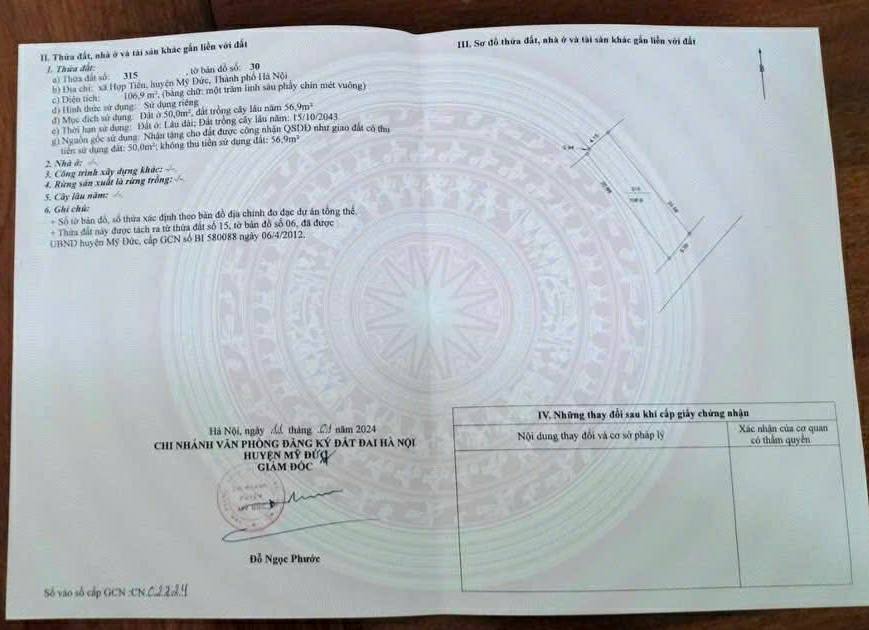 II. Thửa đất, nhà ở và tài sản khác gắn liền với đất
1. Thửa đất:
a) Thửa đất số: 315 , tờ bản đồ số: 30
b) Địa chỉ: xã Hợp Tiến, huyện Mỹ Đức, Thành phố Hà Nội
c) Diện tích: 106,9 m², (bằng chữ: một trăm linh sáu phẩy chín mét vuông)
d) Hình thức sử dụng: Sử dụng riêng
đ) Mục đích sử dụng: Đất ở 50,0m², đất trồng cây lâu năm 56,9m²
e) Thời hạn sử dụng: Đất ở: Lâu dài; Đất trồng cây lâu năm: 15/10/2043
g) Nguồn gốc sử dụng: Nhận tặng cho đất được công nhận QSDĐ như giao đất có thu
tiền sử dụng đất: 50,0m²; không thu tiền sử dụng đất: 56,9m²
2. Nhà ở: -/-
3. Công trình xây dựng khác: -/-
4. Rừng sản xuất là rừng trồng: -/-
5. Cây lâu năm: -/-
6. Ghi chú:
+ Số tờ bản đồ, số thửa xác định theo bản đồ địa chính đo đạc dự án tổng thể.
+ Thửa đất này được tách ra từ thửa đất số 15, tờ bản đồ số 06, đã được
UBND huyện Mỹ Đức, cấp GCN số BI 580088 ngày 06/4/2012.
Hà Nội, ngày tháng 01 năm 2024
CHI NHÁNH VĂN PHÒNG ĐĂNG KÝ ĐẤT ĐAI HÀ NỘI
HUYỆN MỸ ĐỨC
GIÁM ĐỐC
Đỗ Ngọc Phước
Số vào sổ cấp GCN :CN.02224
III. Sơ đồ thửa đất, nhà ở và tài sản khác gắn liền với đất
B
4.15
5.20
IV. Những thay đổi sau khi cấp giấy chứng nhận
Nội dung thay đổi và cơ sở pháp lý
Xác nhận của cơ quan
có thẩm quyền